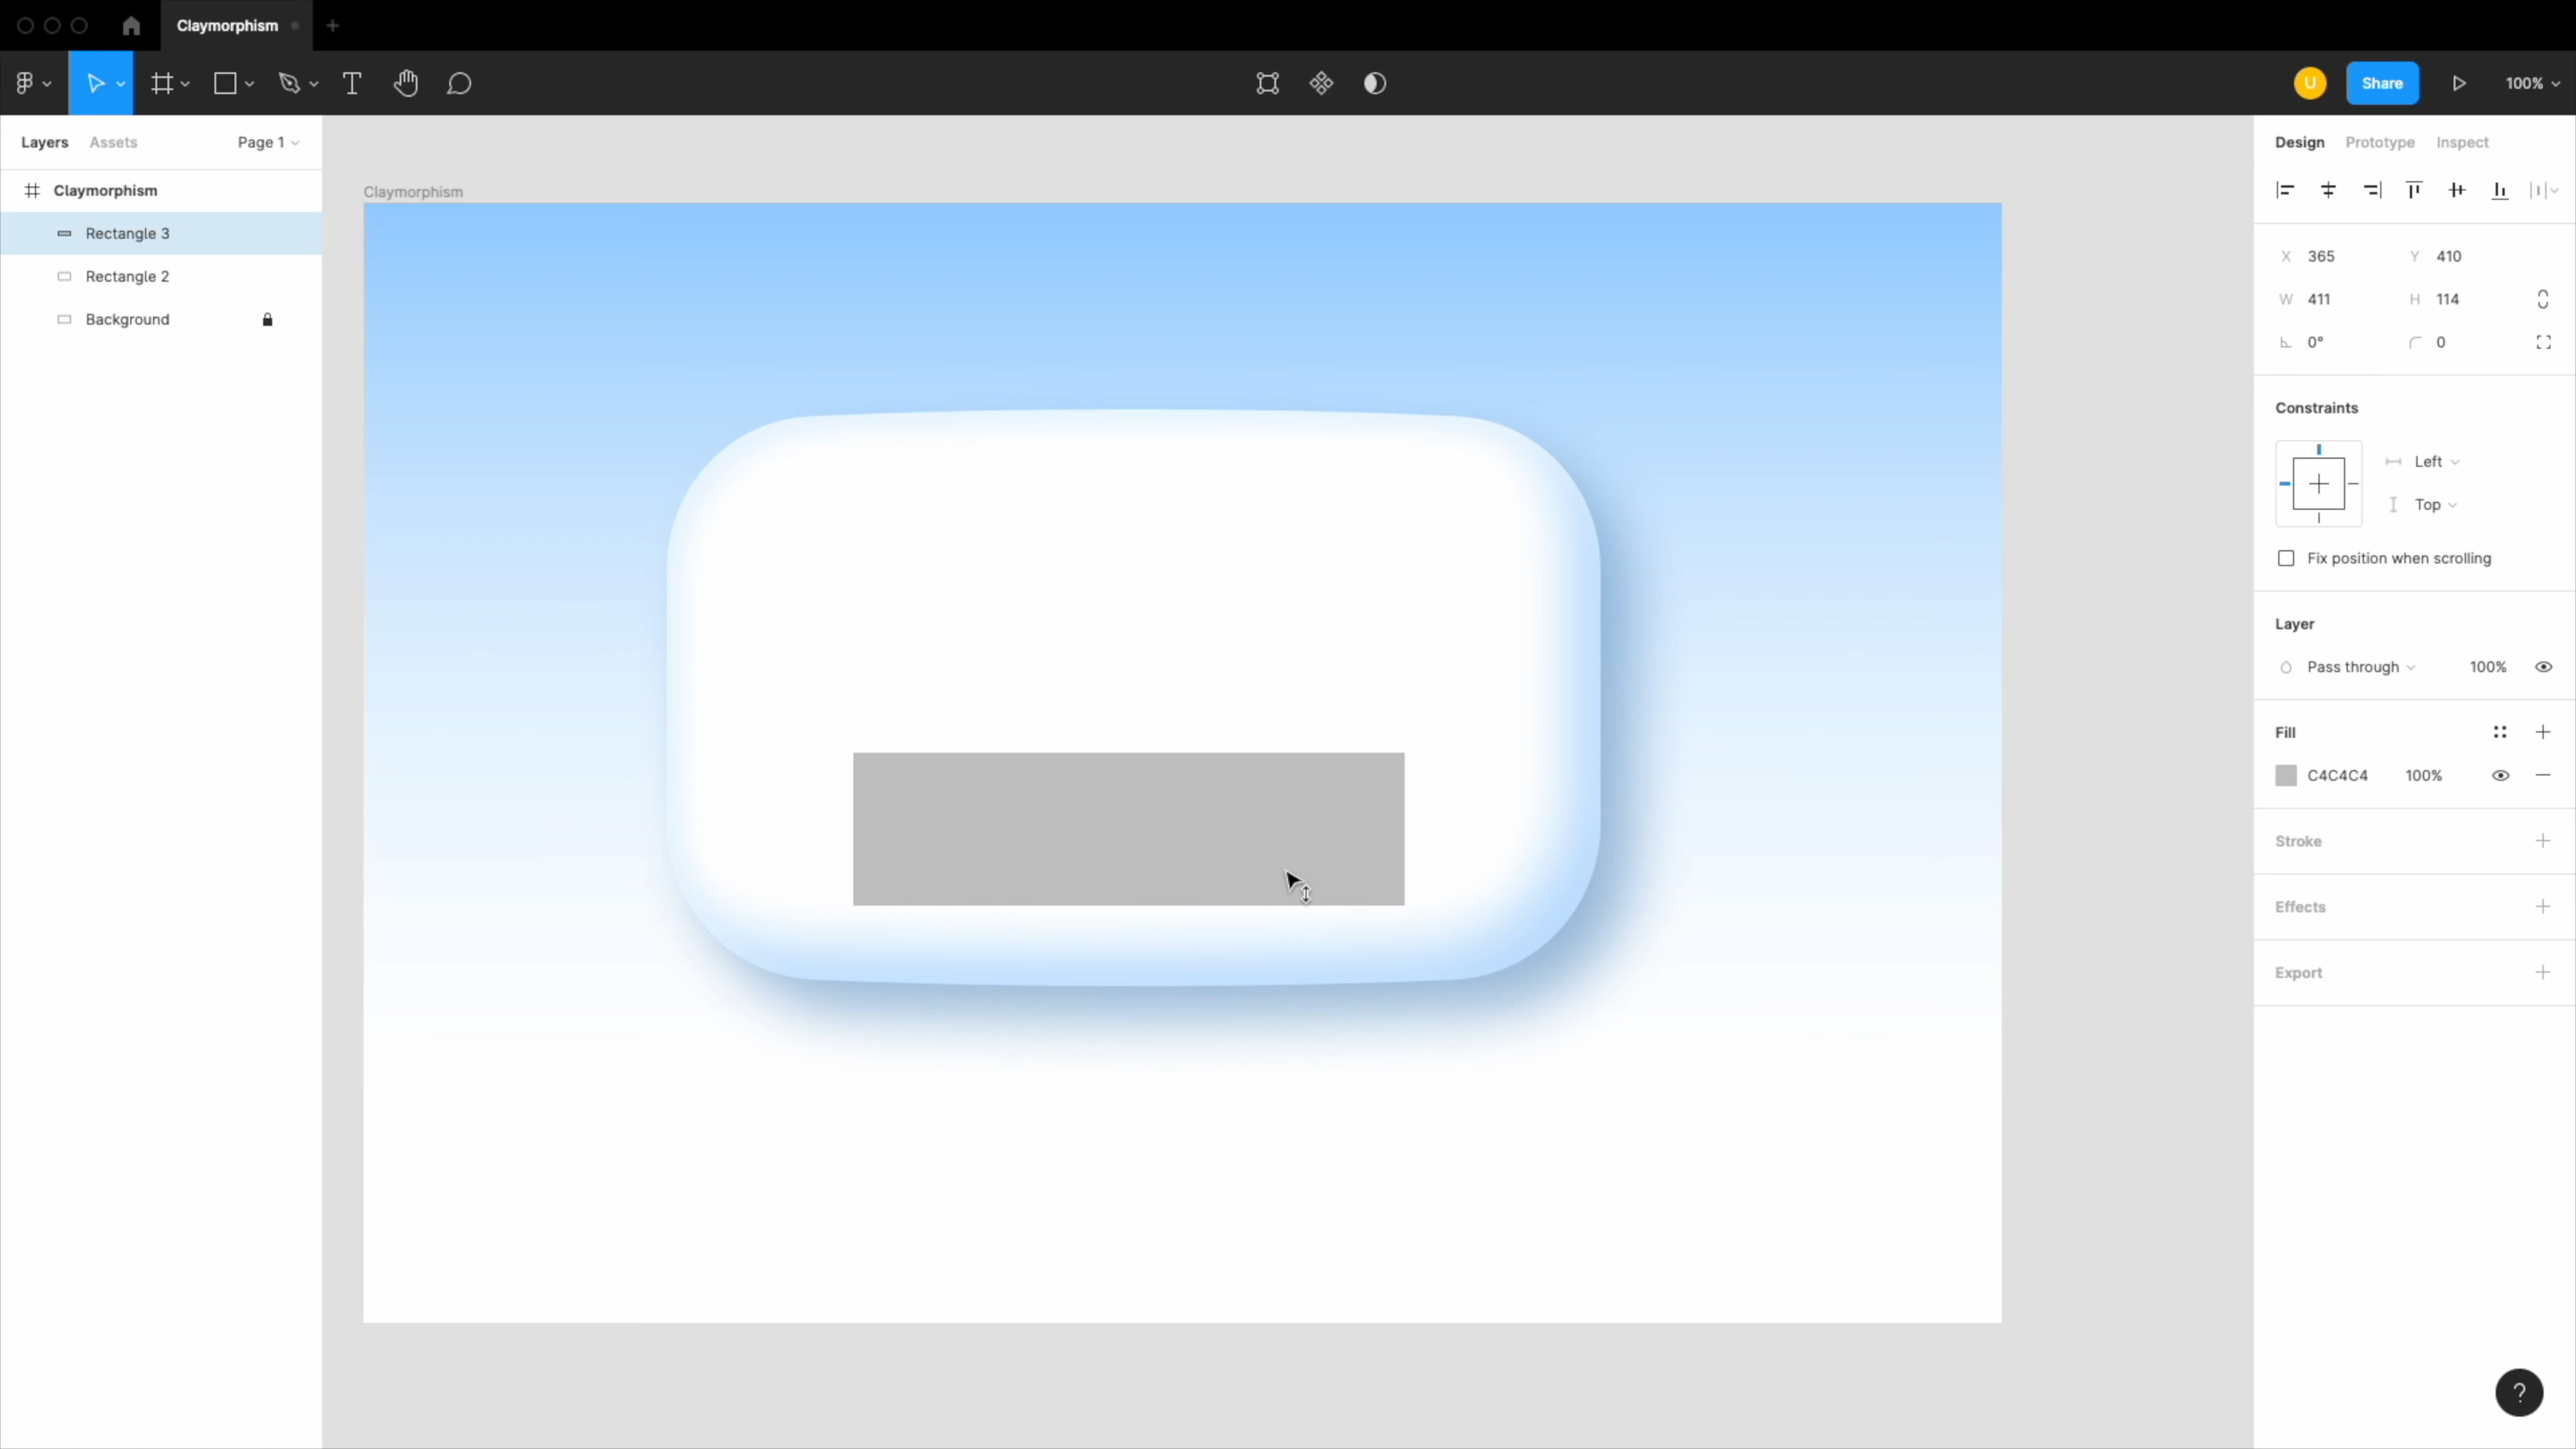 Claymorphism
U
Share
100%
Layers
Assets
Page 1
Claymorphism
Rectangle 3
Rectangle 2
Background
Claymorphism
Design
Prototype
Inspect
X 365
Y 410
W 411
H 114
0°
0
Constraints
Left
Top
Fix position when scrolling
Layer
Pass through
100%
Fill
C4C4C4
100%
Stroke
Effects
Export
?